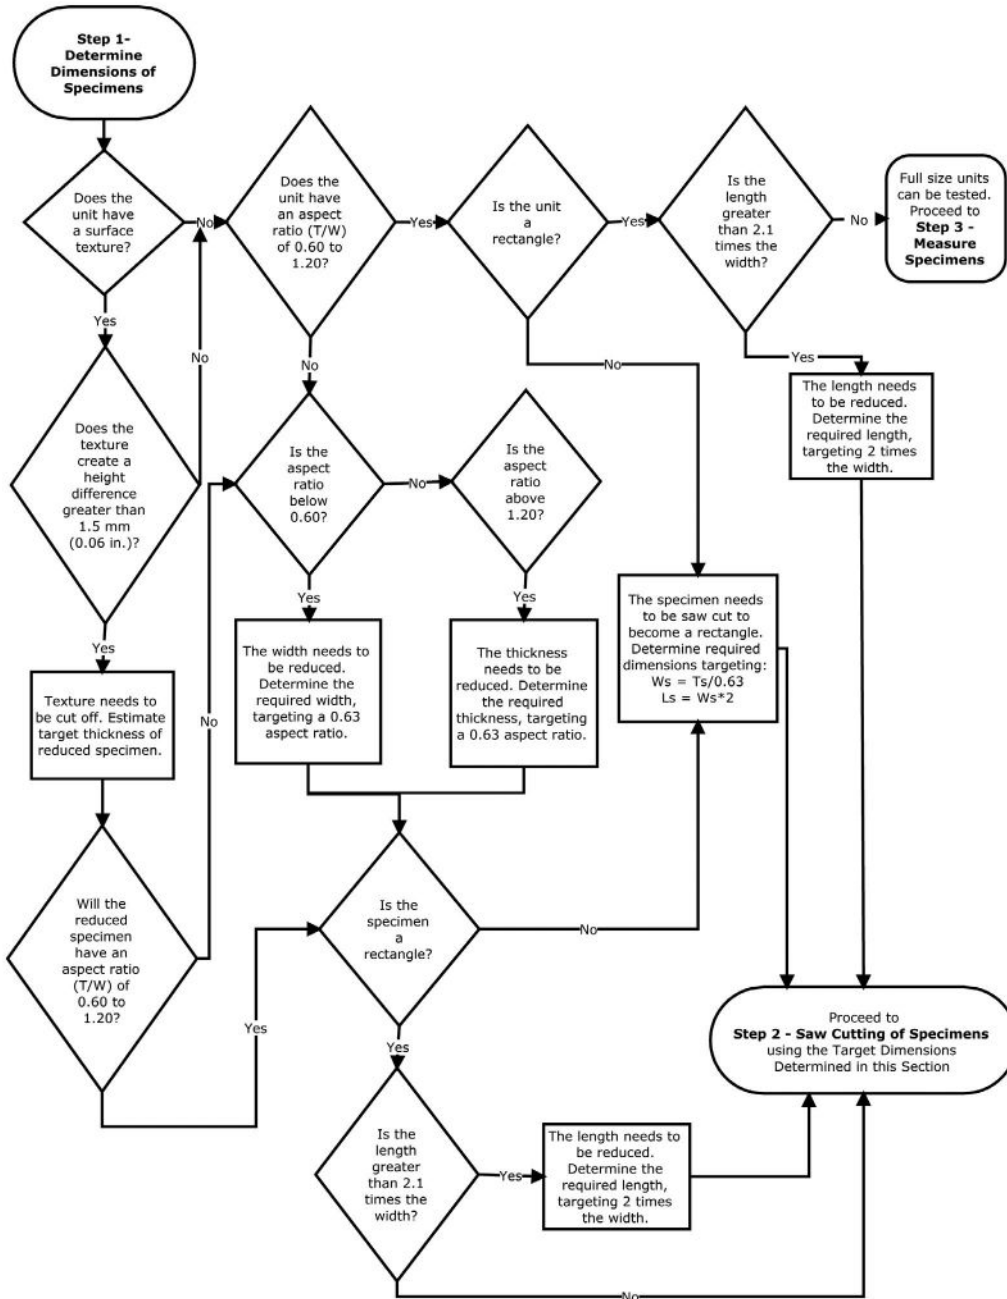 Step 1-
Determine
Dimensions of
Specimens
Does the
unit have
a surface
texture?
No
Does the
unit have
an aspect
ratio (T/W)
of 0.60 to
1.20?
Yes
Is the unit
a
rectangle?
Yes
Is the
length
greater
than 2.1
times the
width?
No
Full size units
can be tested.
Proceed to
Step 3 -
Measure
Specimens
Yes
No
No
No
Yes
Does the
texture
create a
height
difference
greater than
1.5 mm
(0.06 in.)?
Is the
aspect
ratio
below
0.60?
No
Is the
aspect
ratio
above
1.20?
The length needs
to be reduced.
Determine the
required length,
targeting 2 times
the width.
Yes
Yes
Yes
Texture needs to
be cut off. Estimate
target thickness of
reduced specimen.
No
The width needs to
be reduced.
Determine the
required width,
targeting a 0.63
aspect ratio.
The thickness
needs to be
reduced. Determine
the required
thickness, targeting
a 0.63 aspect ratio.
The specimen needs
to be saw cut to
become a rectangle.
Determine required
dimensions targeting:
Ws = Ts/0.63
Ls = Ws*2
Will the
reduced
specimen
have an
aspect ratio
(T/W) of
0.60 to
1.20?
Yes
Is the
specimen
a
rectangle?
No
Yes
Proceed to
Step 2 - Saw Cutting of Specimens
using the Target Dimensions
Determined in this Section
Is the
length
greater
than 2.1
times the
width?
Yes
The length needs to
be reduced.
Determine the
required length,
targeting 2 times
the width.
No